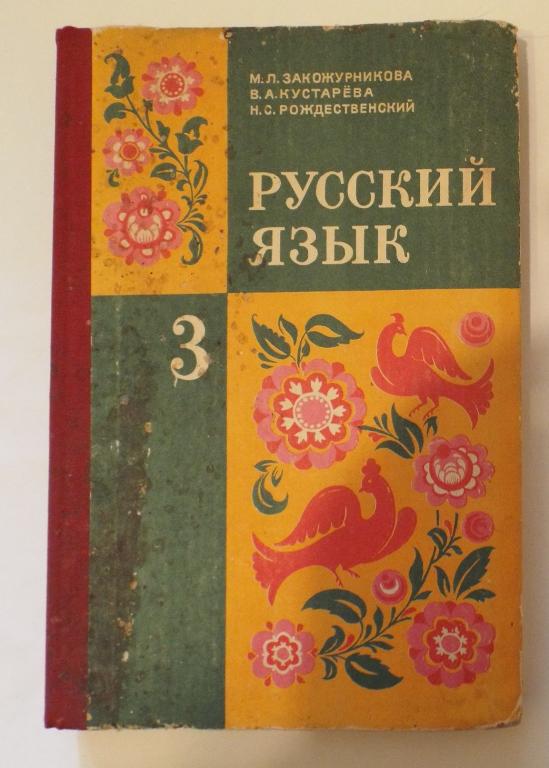 М.Л.ЗАКОЖУРНИКОВА
В.А.КУСТАРЁВА
Н.С.РОЖДЕСТВЕНСКИЙ
РУССКИЙ
ЯЗЫК
3